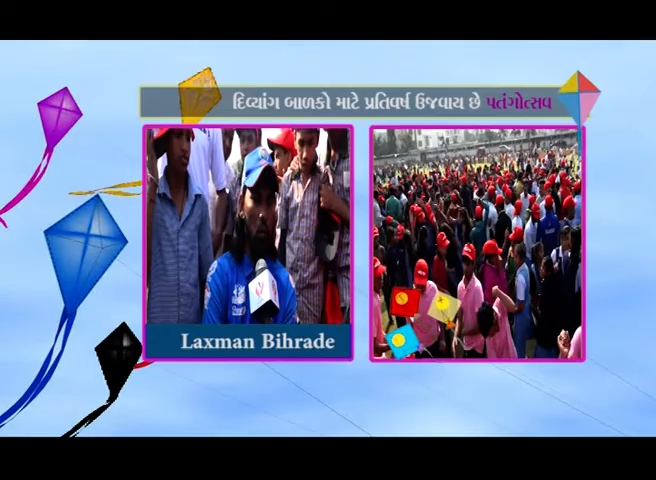 દિવ્યાંગ બાળકો માટે પ્રતિવર્ષ ઉજવાય છે પતંગોત્સવ
Laxman Bihrade